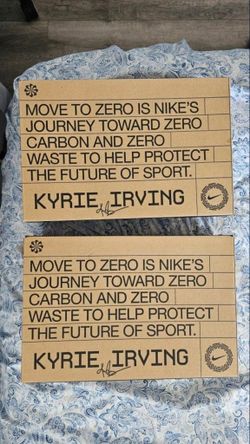 MOVE TO ZERO IS NIKE'S
JOURNEY TOWARD ZERO
CARBON AND ZERO
WASTE TO HELP PROTECT
THE FUTURE OF SPORT.
KYRIE IRVING
MOVE TO ZERO IS NIKE'S
JOURNEY TOWARD ZERO
CARBON AND ZERO
WASTE TO HELP PROTECT
THE FUTURE OF SPORT.
KYRIE IRVING